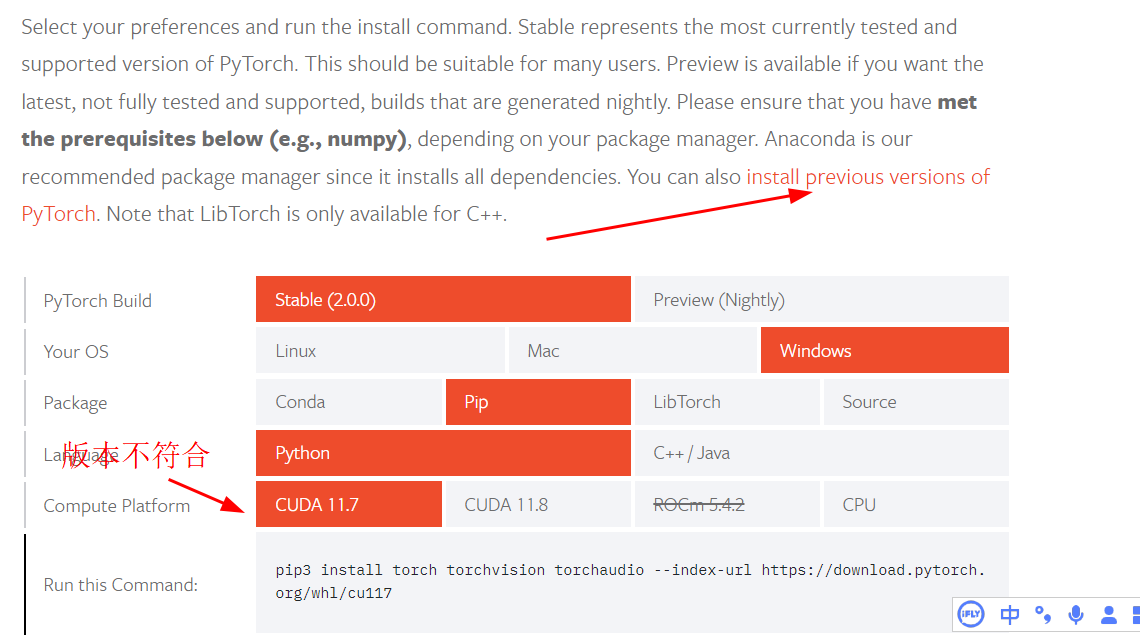 Select your preferences and run the install command. Stable represents the most currently tested and
supported version of PyTorch. This should be suitable for many users. Preview is available if you want the
latest, not fully tested and supported, builds that are generated nightly. Please ensure that you have met
the prerequisites below (e.g., numpy), depending on your package manager. Anaconda is our
recommended package manager since it installs all dependencies. You can also install previous versions of
PyTorch. Note that LibTorch is only available for C++.
PyTorch Build Stable (2.0.0) Preview (Nightly)
Your OS Linux Mac Windows
Package Conda Pip LibTorch Source
Language Python C++ / Java
版本不符合
Compute Platform CUDA 11.7 CUDA 11.8 ROCm 5.4.2 CPU
Run this Command: pip3 install torch torchvision torchaudio --index-url https://download.pytorch.
org/whl/cu117
iFLY 中